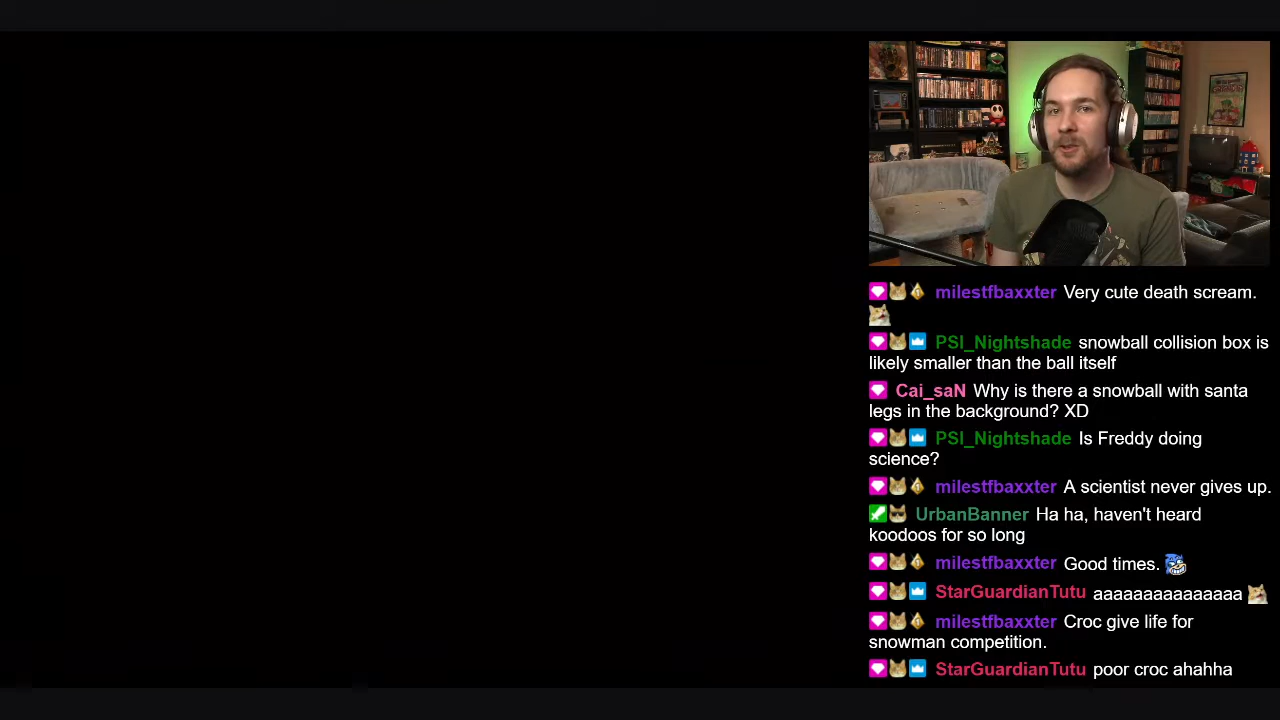 milestfbaxxter Very cute death scream.
PSI_Nightshade snowball collision box is
likely smaller than the ball itself
Cai_saN Why is there a snowball with santa
legs in the background? XD
PSI_Nightshade Is Freddy doing
science?
milestfbaxxter A scientist never gives up.
UrbanBanner Ha ha, haven't heard
koodoos for so long
milestfbaxxter Good times.
StarGuardianTutu aaaaaaaaaaaaaaa
milestfbaxxter Croc give life for
snowman competition.
StarGuardianTutu poor croc ahahha